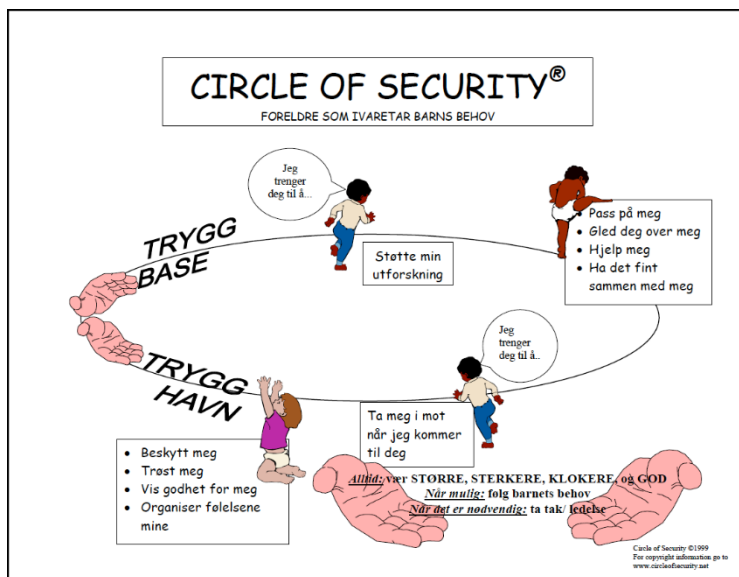 CIRCLE OF SECURITY®
FORELDRE SOM IVARETAR BARNS BEHOV
Jeg
trenger
deg til å...
TRYGG
BASE
Støtte min
utforskning
• Pass på meg
• Gled deg over meg
• Hjelp meg
• Ha det fint
sammen med meg
Jeg
trenger
deg til å..
TRYGG
HAVN
Ta meg i mot
når jeg kommer
til deg
• Beskytt meg
• Trøst meg
• Vis godhet for meg
• Organiser følelsene
mine
Alltid: vær STØRRE, STERKERE, KLOKERE, og GOD
Når mulig: følg barnets behov
Når det er nødvendig: ta tak/ ledelse
Circle of Security ©1999
For copyright information go to
www.circleofsecurity.net